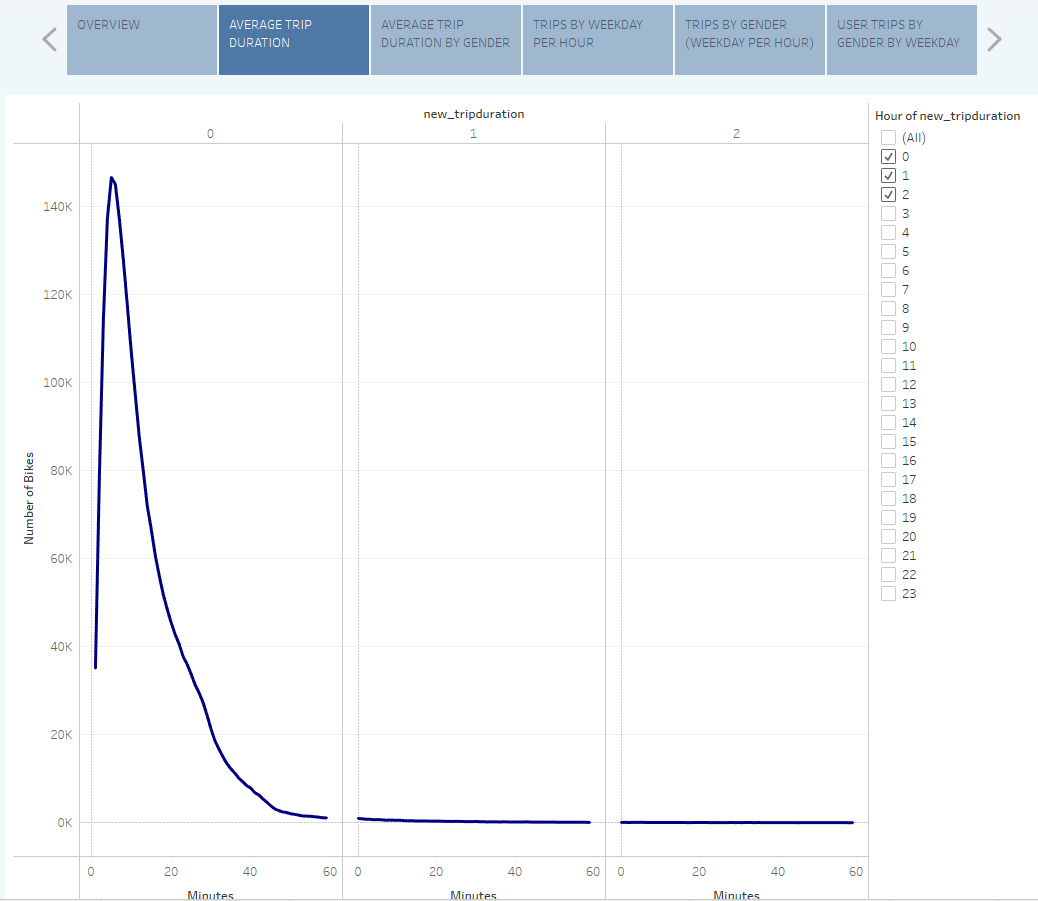 OVERVIEW
AVERAGE TRIP
DURATION
AVERAGE TRIP
DURATION BY GENDER
TRIPS BY WEEKDAY
PER HOUR
TRIPS BY GENDER
(WEEKDAY PER HOUR)
USER TRIPS BY
GENDER BY WEEKDAY
new_tripduration
0
1
2
140K
120K
100K
80K
60K
40K
20K
0K
Number of Bikes
0 20 40 60
0 20 40 60
0 20 40 60
Minutes
Minutes
Minutes
Hour of new_tripduration
(All)
0
1
2
3
4
5
6
7
8
9
10
11
12
13
14
15
16
17
18
19
20
21
22
23